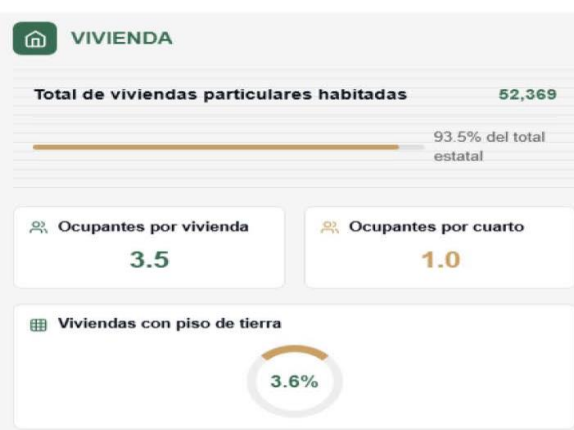 VIVIENDA
Total de viviendas particulares habitadas 52,369
93.5% del total
estatal
Ocupantes por vivienda
3.5
Ocupantes por cuarto
1.0
Viviendas con piso de tierra
3.6%